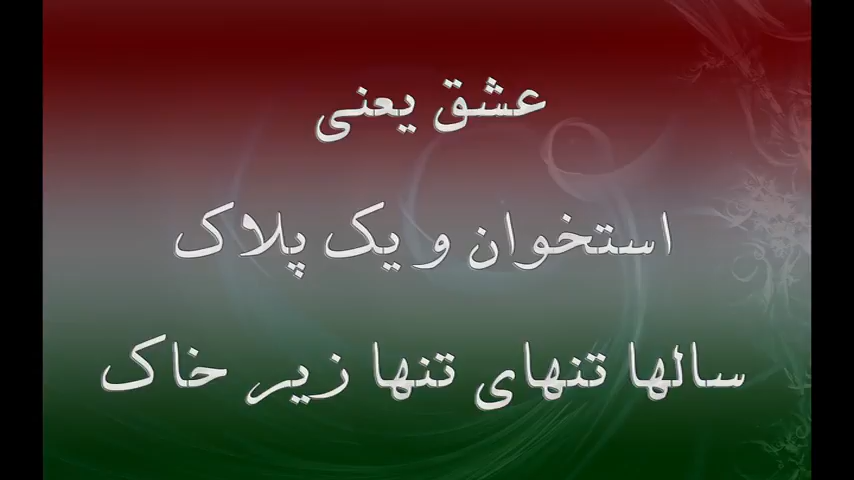 عشق یعنی
استخوان و یک پلاک
سالها تنهای تنها زیر خاک